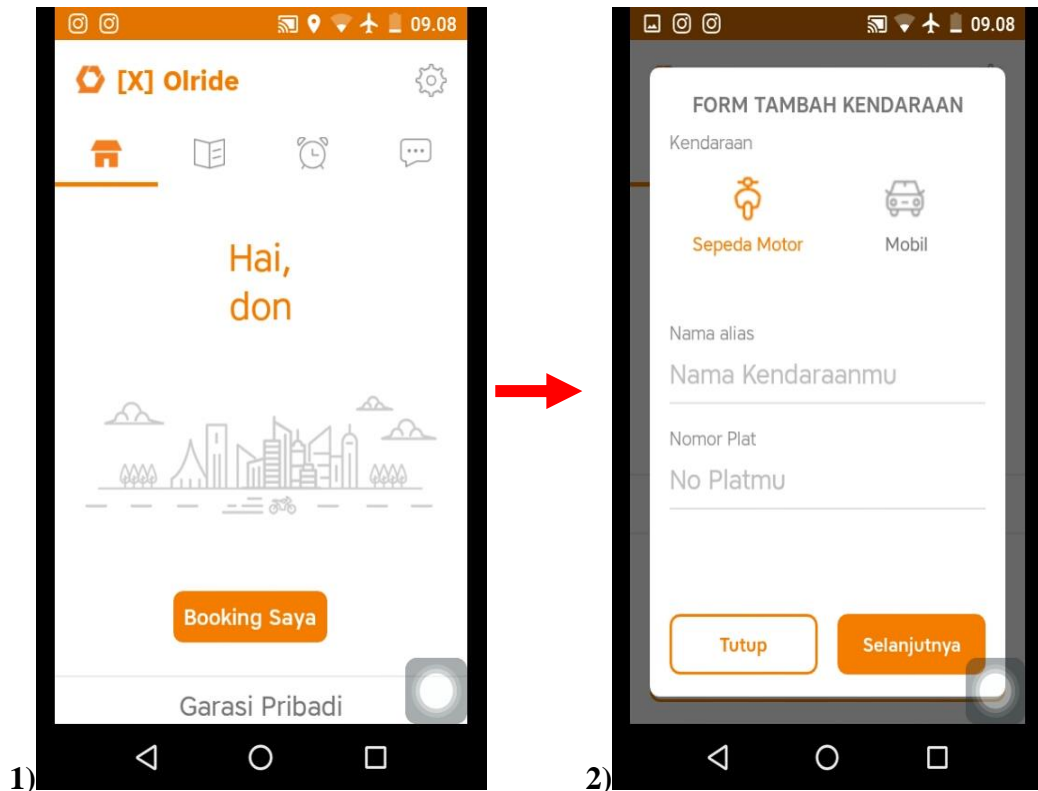 09.08
[X] Olride
Hai,
don
Booking Saya
Garasi Pribadi
1)
09.08
FORM TAMBAH KENDARAAN
Kendaraan
Sepeda Motor
Mobil
Nama alias
Nama Kendaraanmu
Nomor Plat
No Platmu
Tutup
Selanjutnya
2)